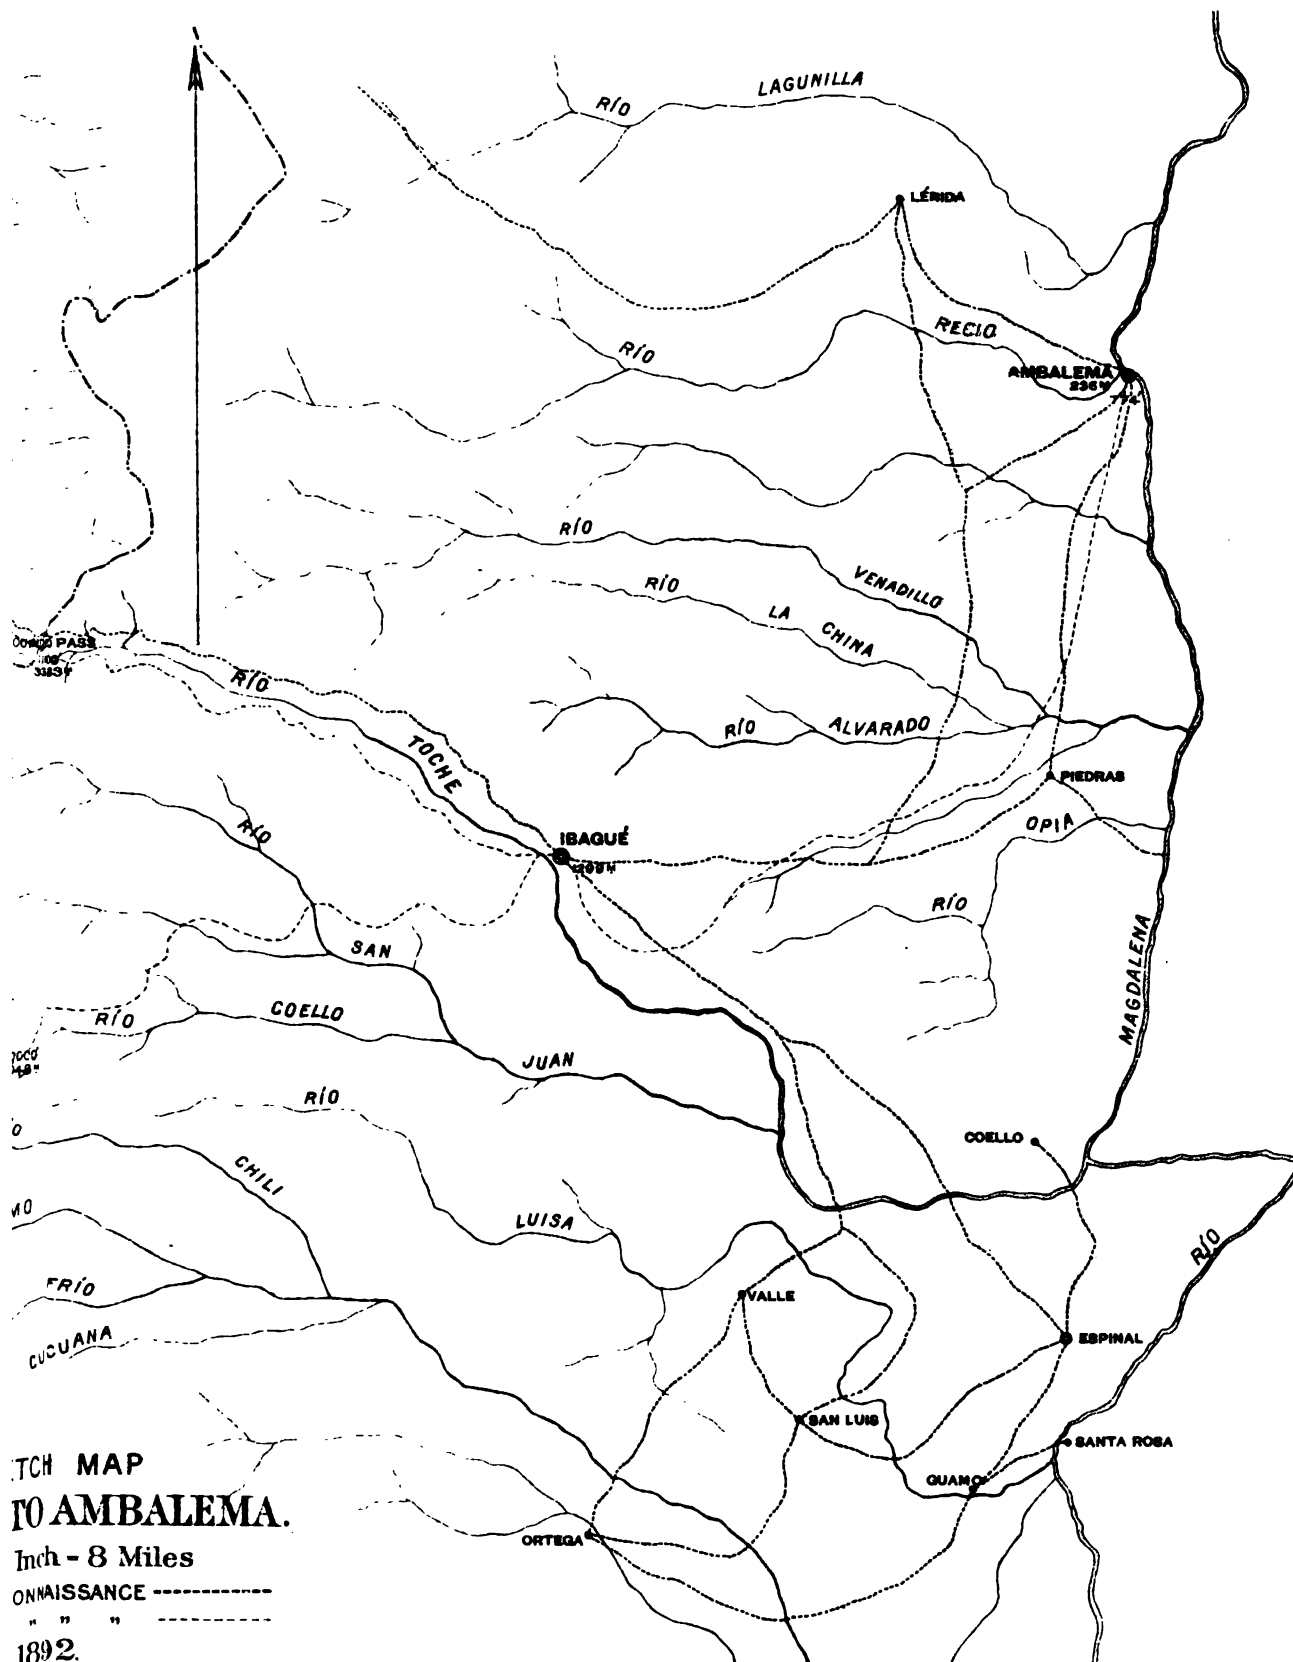 RÍO LAGUNILLA
LÉRIDA
RÍO RECIO
AMBALEMA
236 M
774'
RÍO VENADILLO
RÍO LA CHINA
PASS
RÍO TOCHE
RÍO ALVARADO
PIEDRAS
RÍO OPIA
IBAGUÉ
RÍO SAN JUAN
MAGDALENA
RÍO COELLO
RÍO LUISA
COELLO
CHILI
RÍO
FRÍO
CUCUANA
VALLE
ESPINAL
SAN LUIS
SANTA ROSA
GUAMO
ORTEGA
TCH MAP
TO AMBALEMA.
Inch - 8 Miles
ONNAISSANCE
" " "
1892.